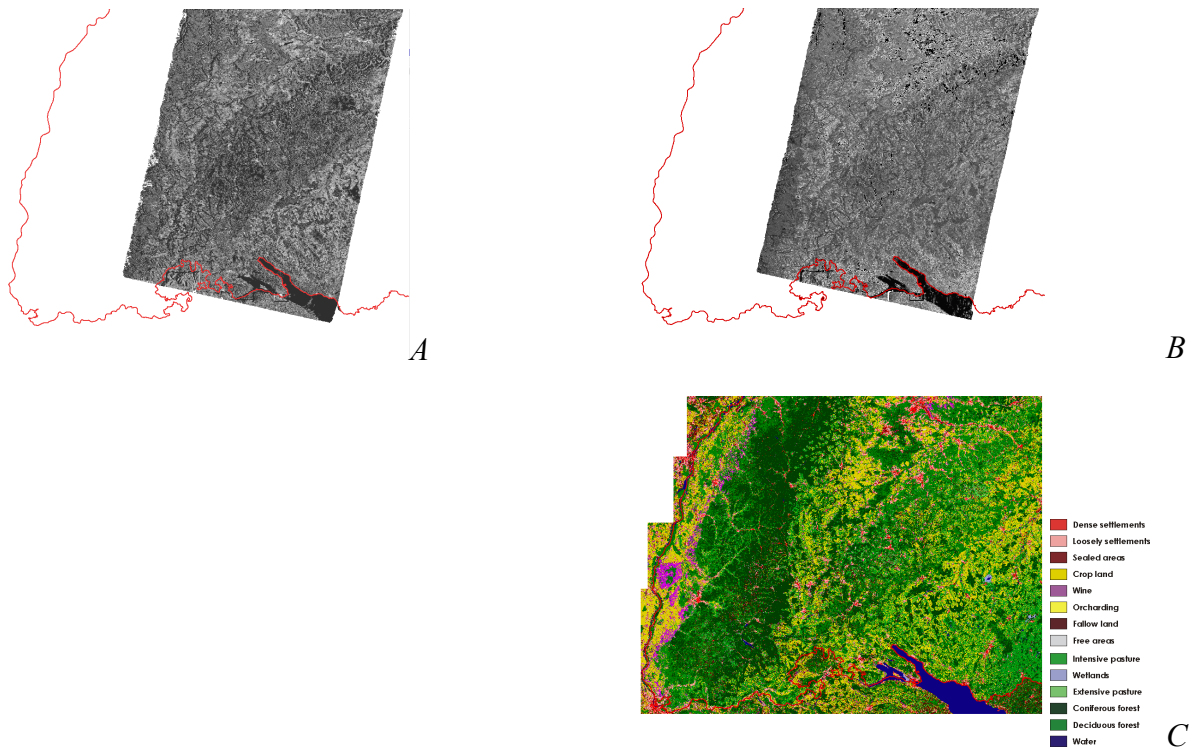 A
B
Dense settlements
Loosely settlements
Sealed areas
Crop land
Wine
Orcharding
Fallow land
Free areas
Intensive pasture
Wetlands
Extensive pasture
Coniferous forest
Deciduous forest
Water
C